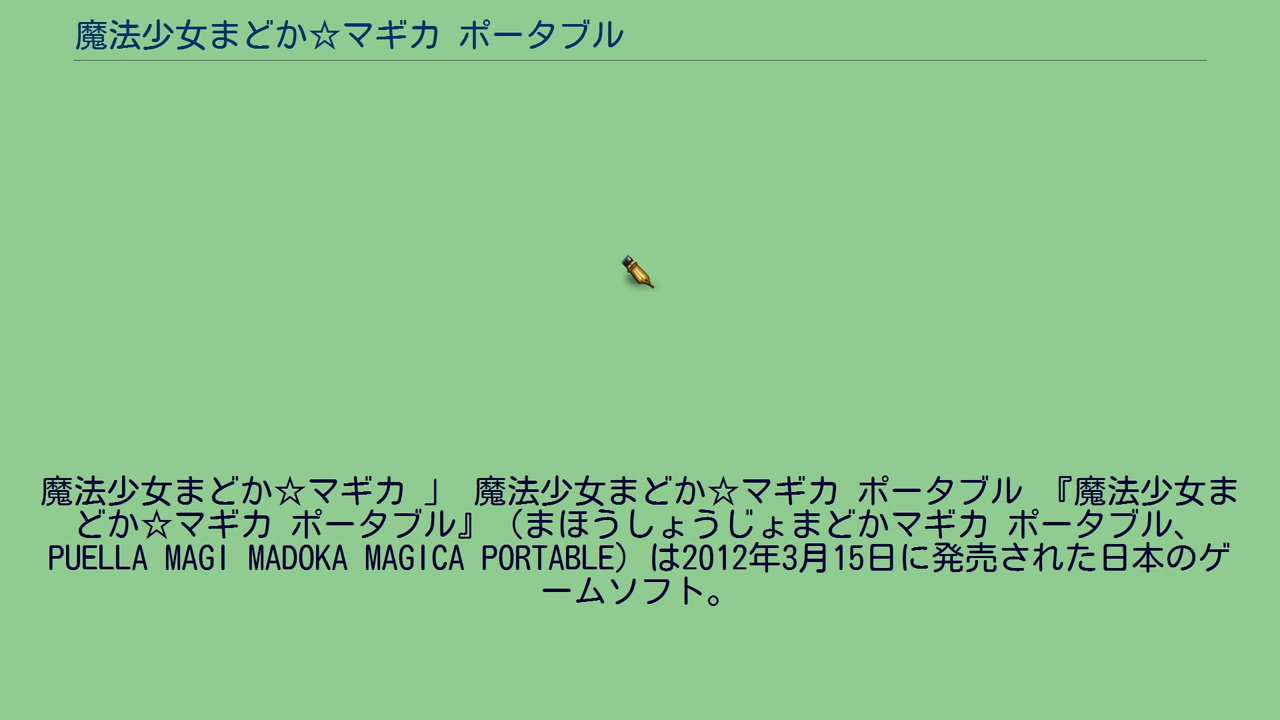 魔法少女まどか☆マギカ ポータブル
魔法少女まどか☆マギカ 」 魔法少女まどか☆マギカ ポータブル 『魔法少女ま
どか☆マギカ ポータブル』（まほうしょうじょまどかマギカ ポータブル、
PUELLA MAGI MADOKA MAGICA PORTABLE）は2012年3月15日に発売された日本のゲ
ームソフト。